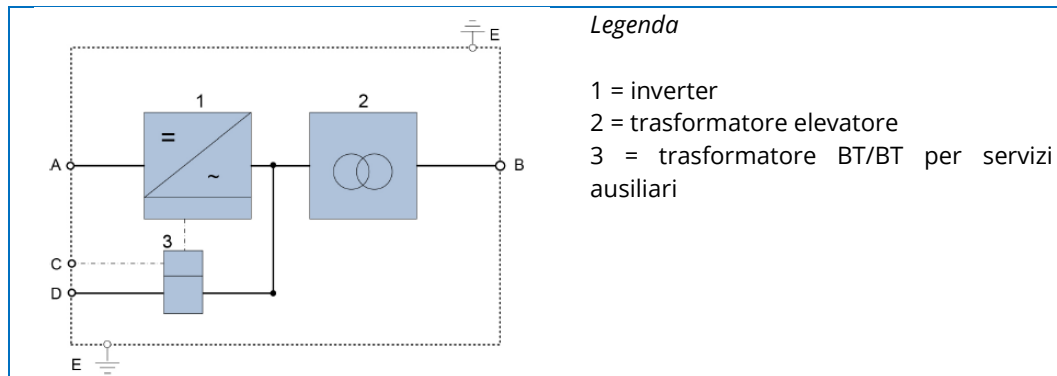 E
Legenda
1
2
1 = inverter
2 = trasformatore elevatore
3 = trasformatore BT/BT per servizi
ausiliari
=
~
A
B
3
C
D
E